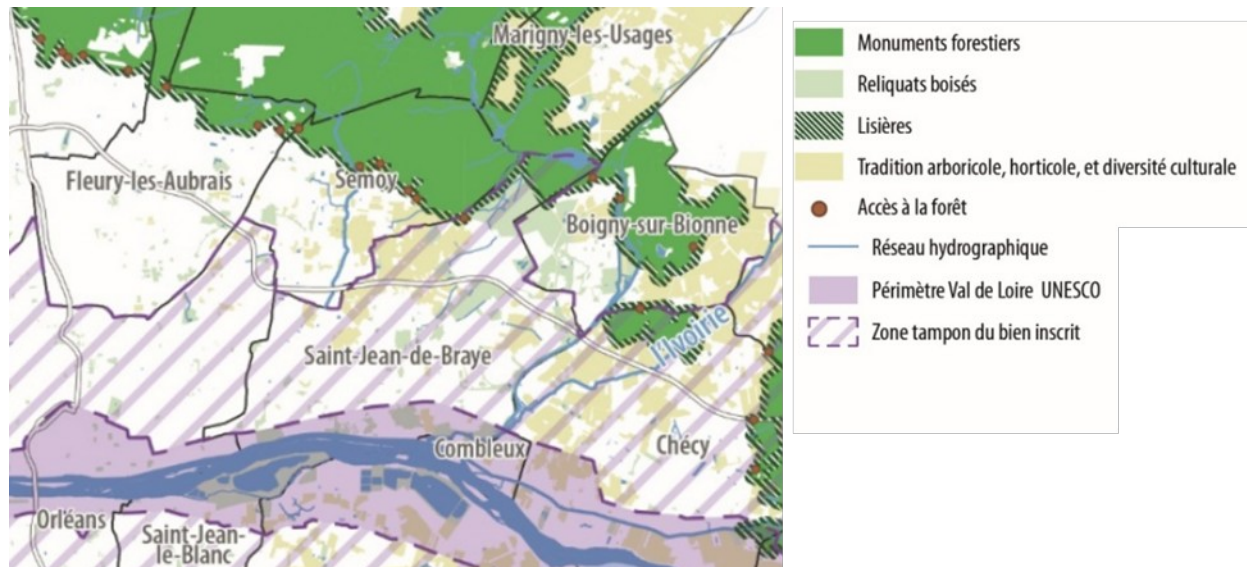 Marigny-les-Usages
Fleury-les-Aubrais
Semoy
Boigny-sur-Bionne
Saint-Jean-de-Braye
l'Ivoirie
Combleux
Chécy
Orléans
Saint-Jean-
le-Blanc
Monuments forestiers
Reliquats boisés
Lisières
Tradition arboricole, horticole, et diversité culturale
Accès à la forêt
Réseau hydrographique
Périmètre Val de Loire UNESCO
Zone tampon du bien inscrit